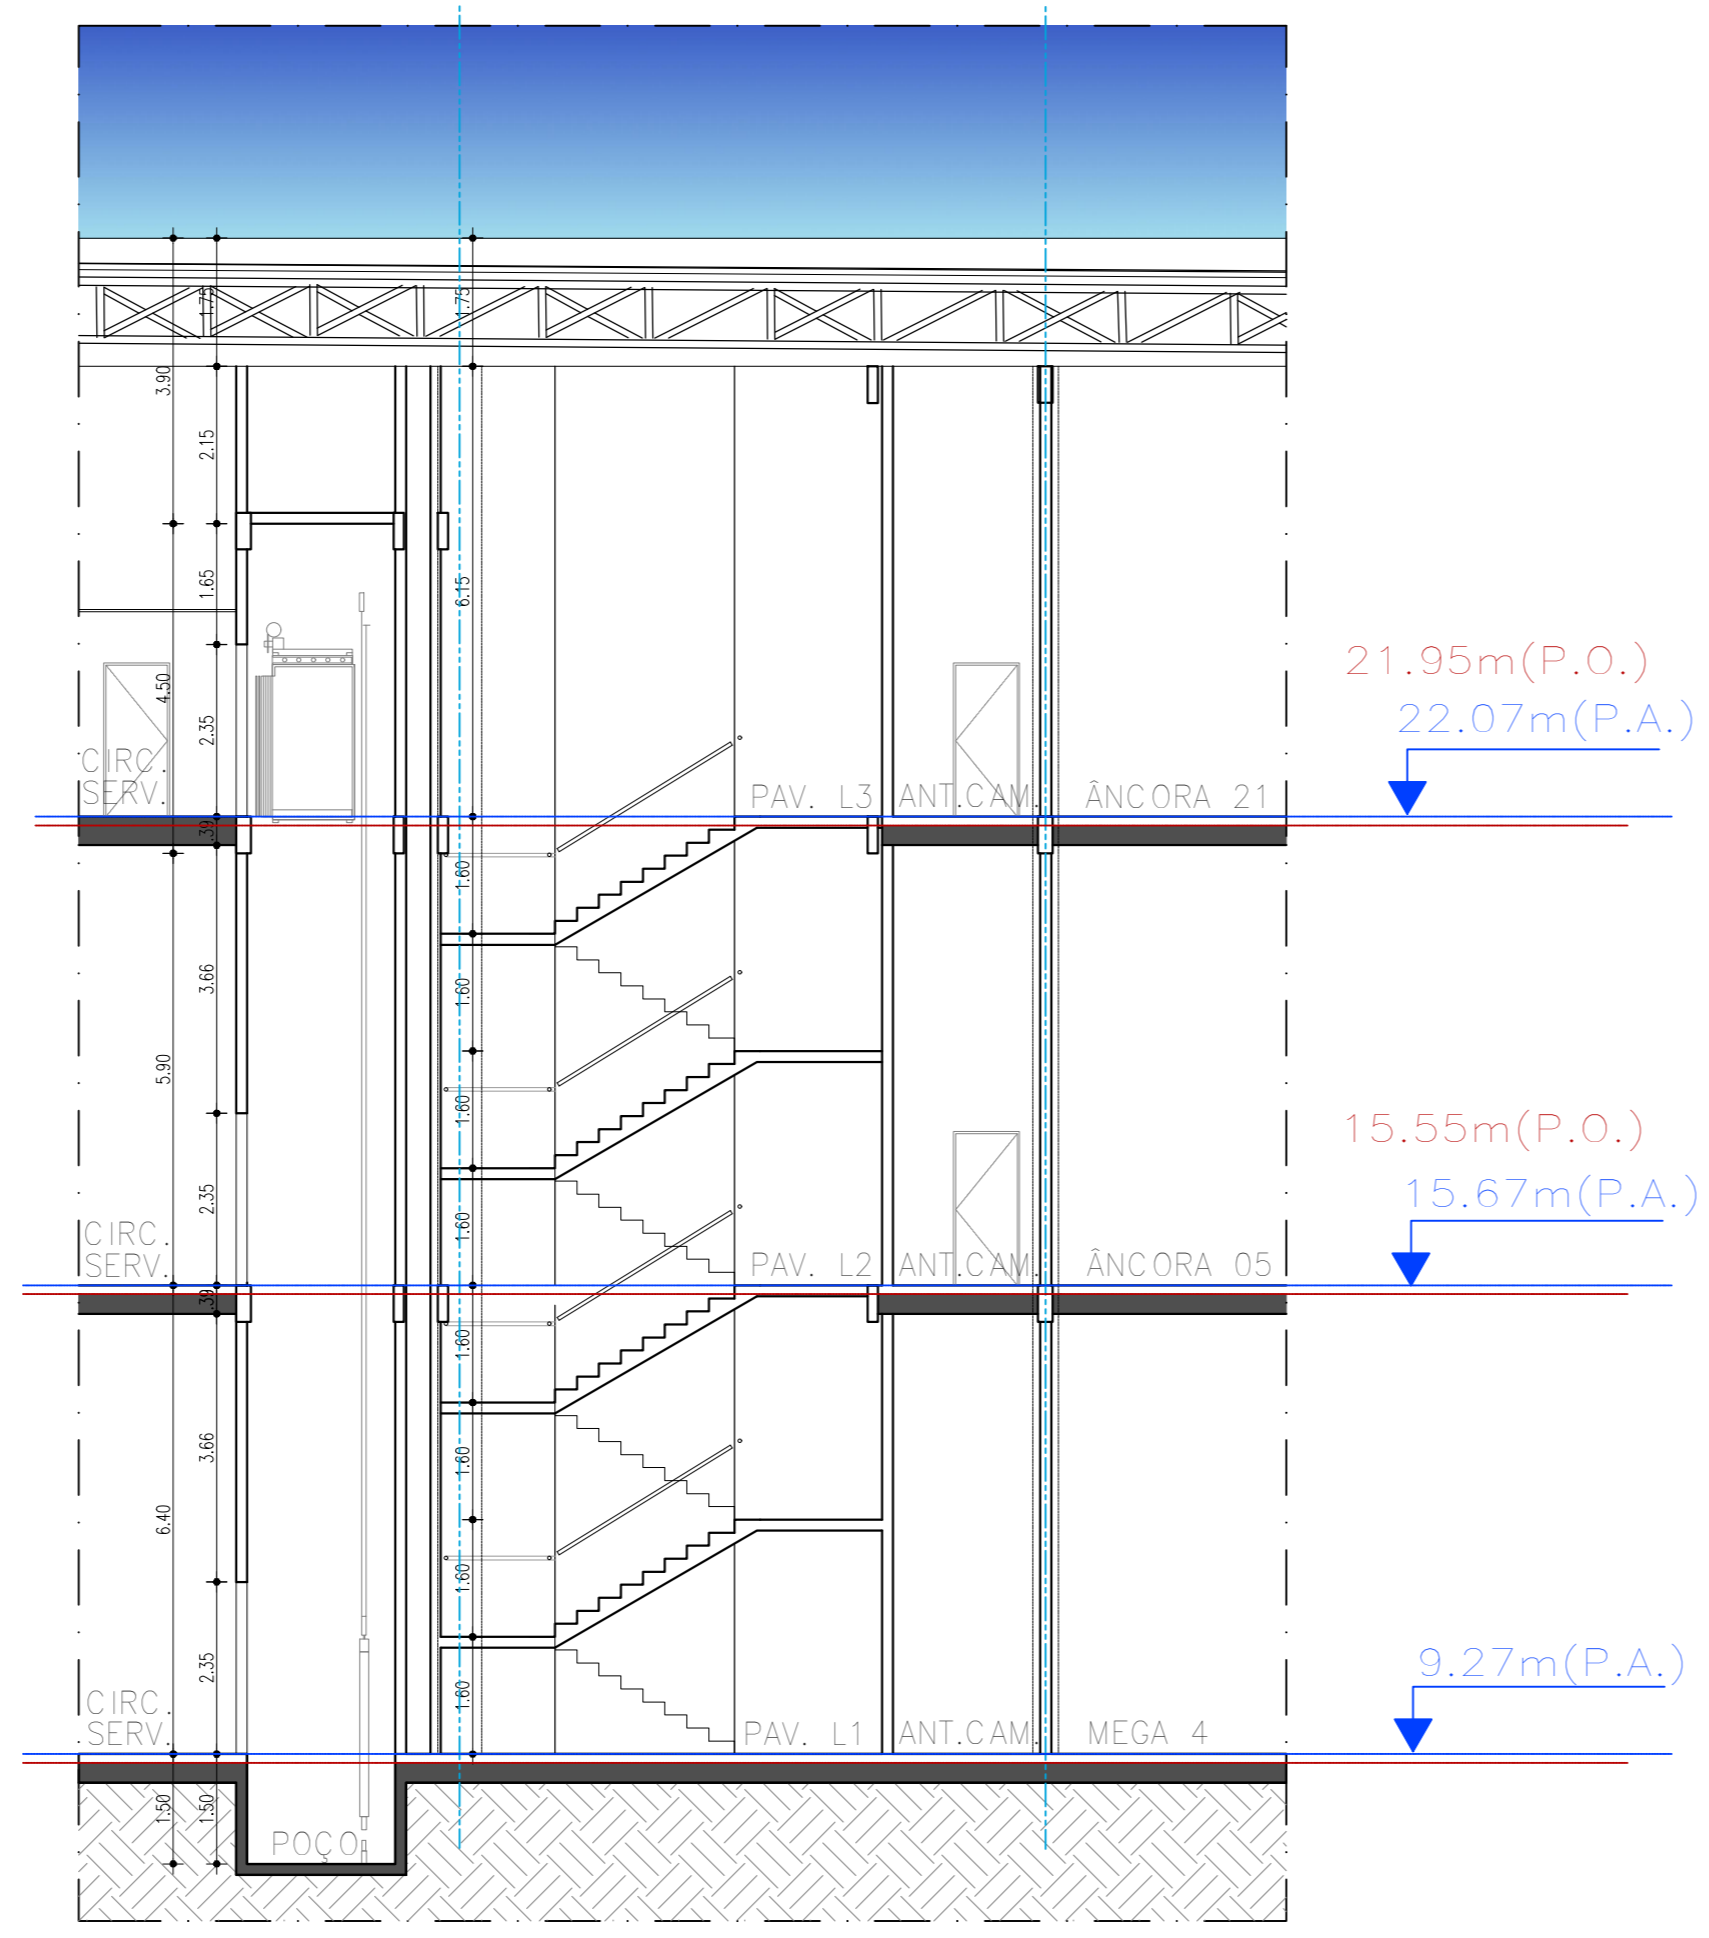 1.75
1.75
3.90
2.15
1.65
6.15
21.95m(P.O.)
4.50
22.07m(P.A.)
2.35
CIRC.
SERV.
PAV. L3 ANT.CAM. ÂNCORA 21
.39
1.60
3.66
1.60
5.90
1.60
15.55m(P.O.)
2.35
15.67m(P.A.)
1.60
CIRC.
SERV.
PAV. L2 ANT.CAM. ÂNCORA 05
.39
1.60
3.66
1.60
6.40
1.60
2.35
9.27m(P.A.)
1.60
CIRC.
SERV.
PAV. L1 ANT.CAM. MEGA 4
1.50
1.50
POÇO